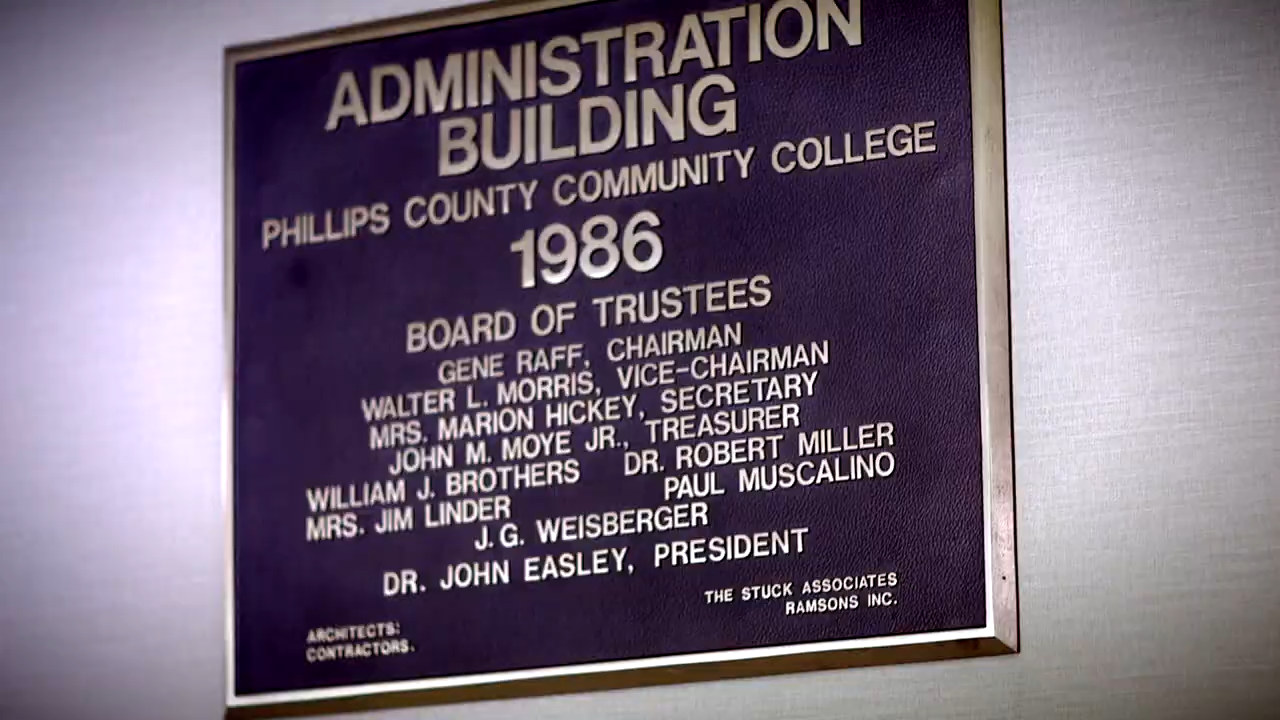 ADMINISTRATION
BUILDING
PHILLIPS COUNTY COMMUNITY COLLEGE
1986
BOARD OF TRUSTEES
GENE RAFF, CHAIRMAN
WALTER L. MORRIS, VICE-CHAIRMAN
MRS. MARION HICKEY, SECRETARY
JOHN M. MOYE JR., TREASURER
WILLIAM J. BROTHERS DR. ROBERT MILLER
MRS. JIM LINDER PAUL MUSCALINO
J.G. WEISBERGER
DR. JOHN EASLEY, PRESIDENT
ARCHITECTS: THE STUCK ASSOCIATES
CONTRACTORS. RAMSONS INC.